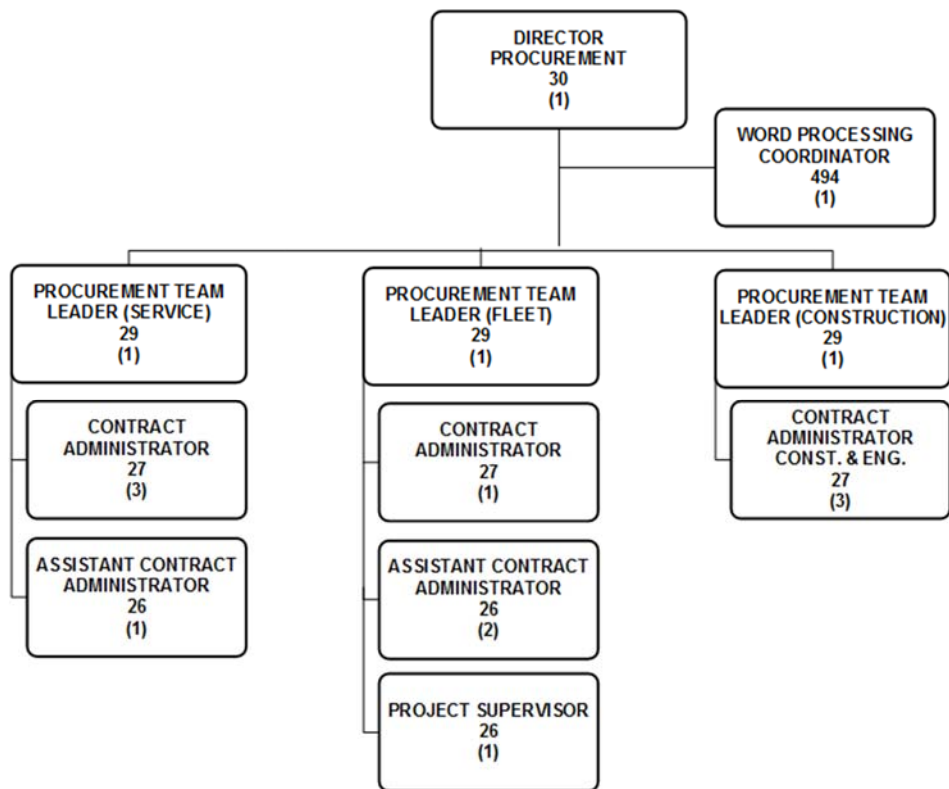 DIRECTOR
PROCUREMENT
30
(1)
WORD PROCESSING
COORDINATOR
494
(1)
PROCUREMENT TEAM
LEADER (SERVICE)
29
(1)
CONTRACT
ADMINISTRATOR
27
(3)
ASSISTANT CONTRACT
ADMINISTRATOR
26
(1)
PROCUREMENT TEAM
LEADER (FLEET)
29
(1)
CONTRACT
ADMINISTRATOR
27
(1)
ASSISTANT CONTRACT
ADMINISTRATOR
26
(2)
PROJECT SUPERVISOR
26
(1)
PROCUREMENT TEAM
LEADER (CONSTRUCTION)
29
(1)
CONTRACT
ADMINISTRATOR
CONST. & ENG.
27
(3)